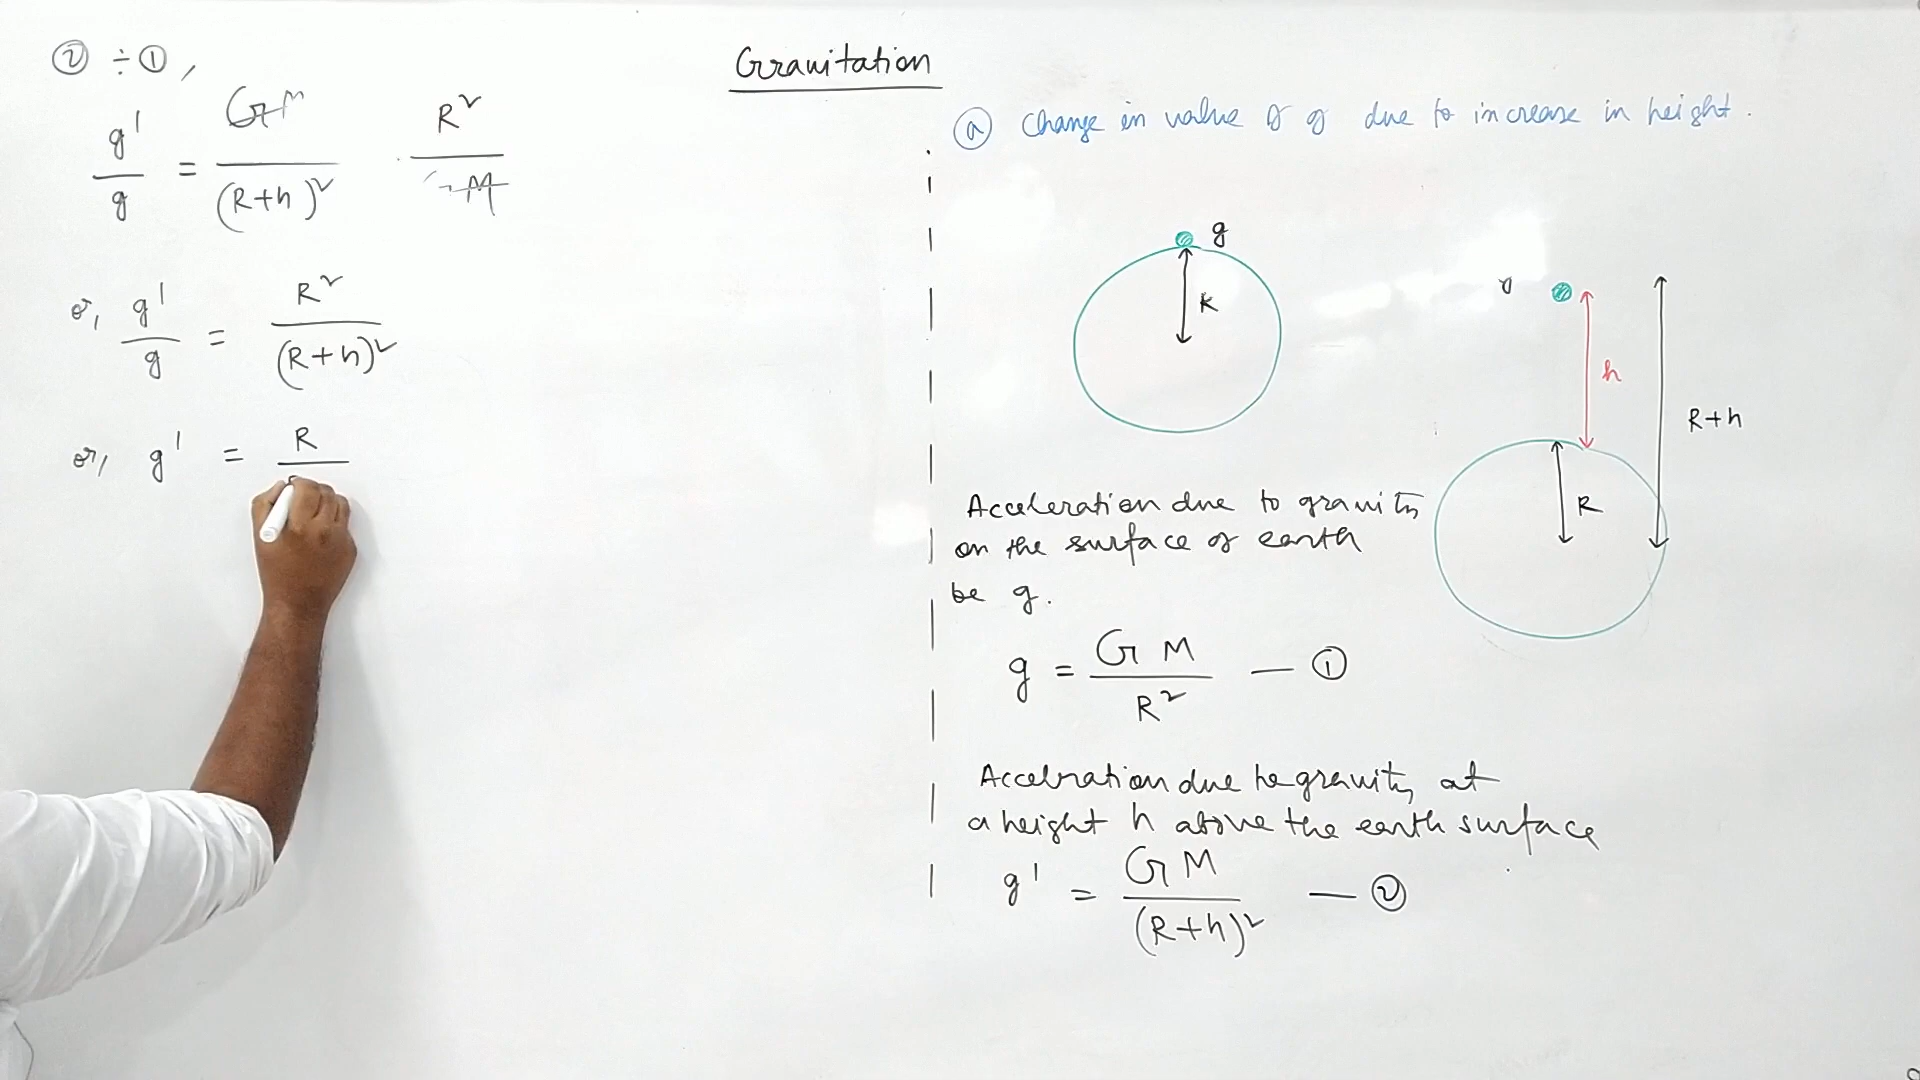 Gravitation
② ÷ ①,
g'/g = GM/(R+h)² · R²/M
or, g'/g = R²/(R+h)²
or, g' = R
ⓐ Change in value of g due to increase in height.
g
R
h
R+h
R
Acceleration due to gravity
on the surface of earth
be g.
g = GM/R² — ①
Acceleration due to gravity at
a height h above the earth surface
g' = GM/(R+h)² — ②